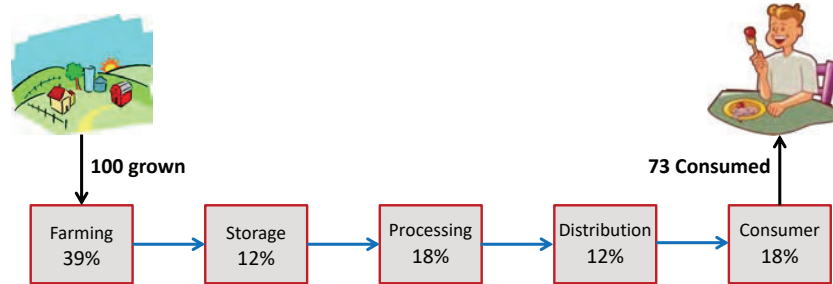 100 grown
73 Consumed
Farming
39%
Storage
12%
Processing
18%
Distribution
12%
Consumer
18%